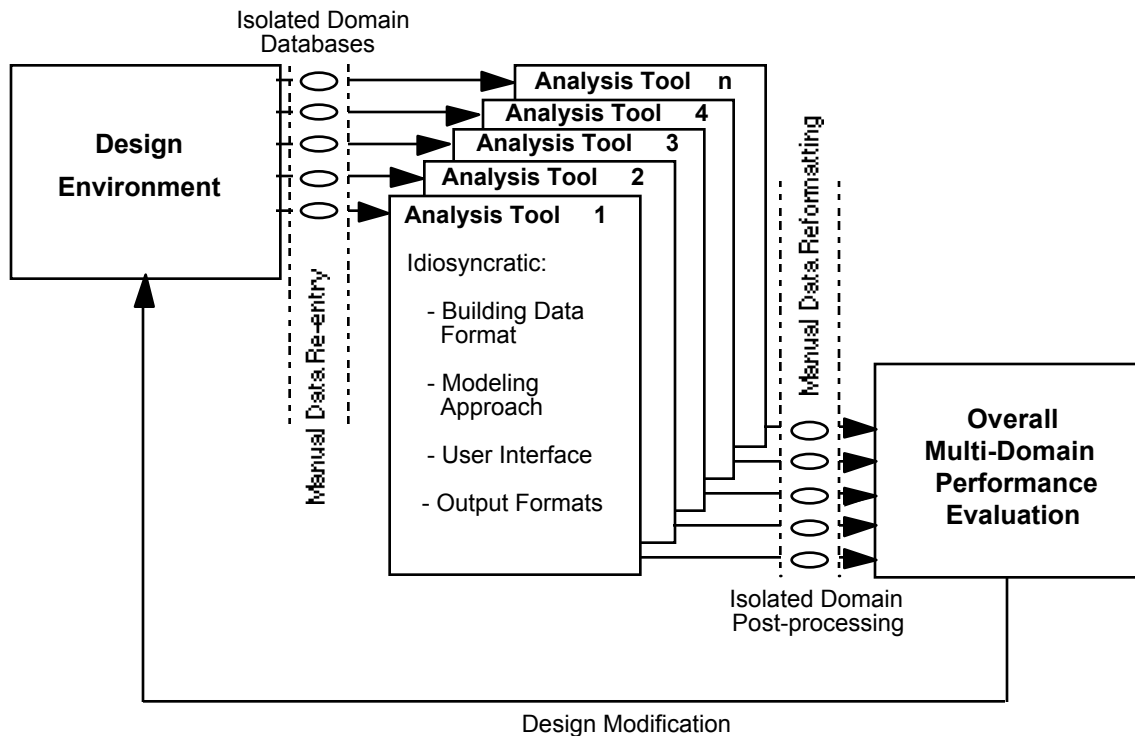 Isolated Domain
Databases
Design
Environment
Manual Data Re-entry
Analysis Tool n
Analysis Tool 4
Analysis Tool 3
Analysis Tool 2
Analysis Tool 1
Idiosyncratic:
- Building Data
Format
- Modeling
Approach
- User Interface
- Output Formats
Manual Data Reformatting
Overall
Multi-Domain
Performance
Evaluation
Isolated Domain
Post-processing
Design Modification